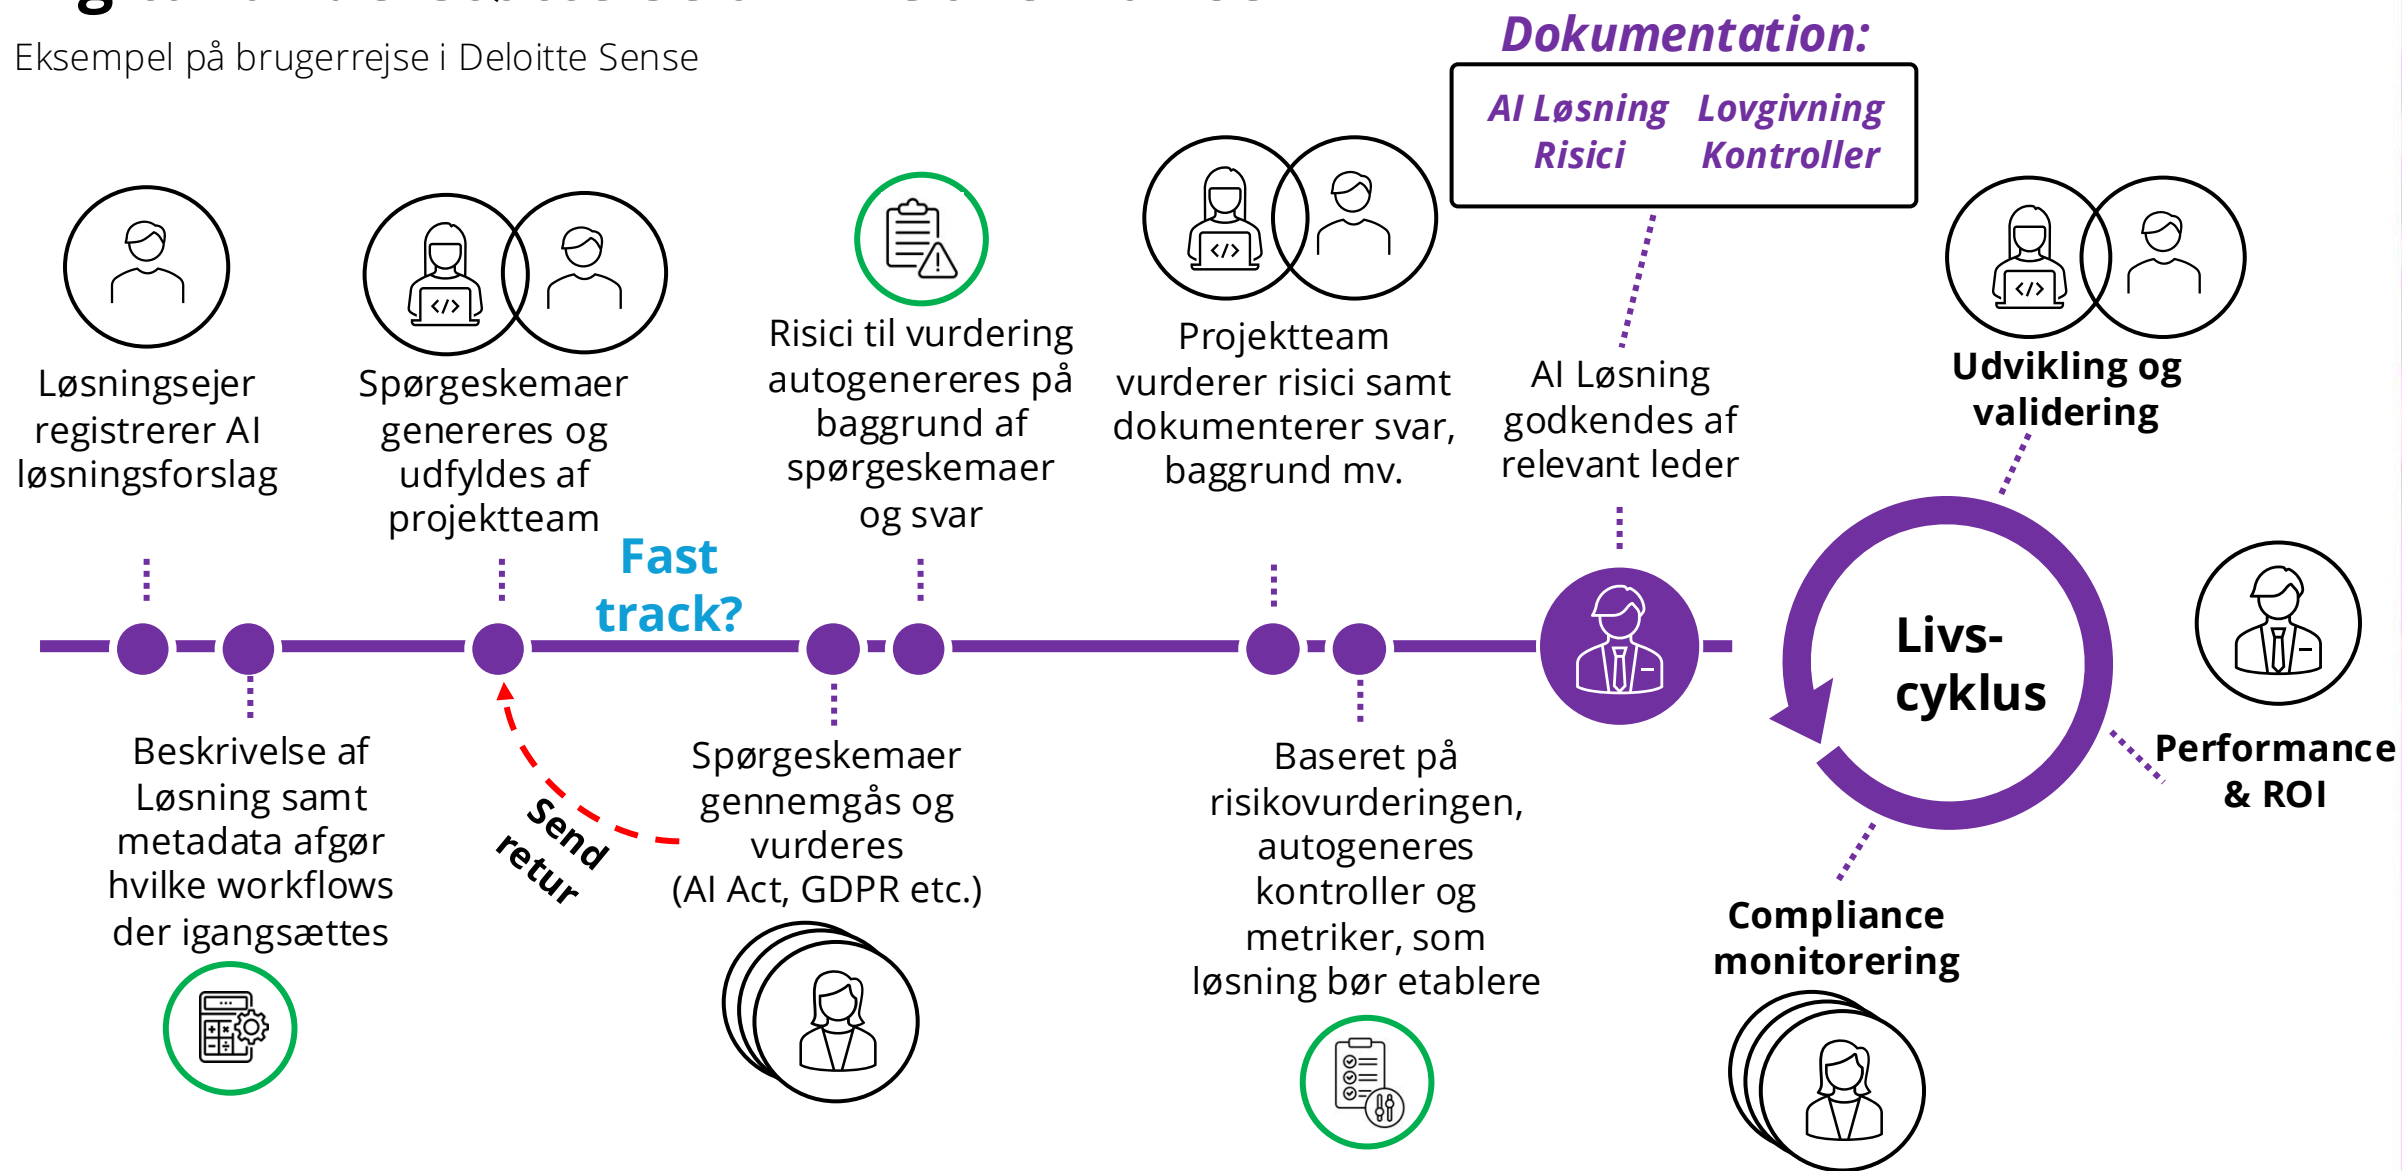 Eksempel på brugerrejse i Deloitte Sense
Dokumentation:
AI Løsning
Risici
Lovgivning
Kontroller
Løsningsejer
registrerer AI
løsningsforslag
Spørgeskemaer
genereres og
udfyldes af
projektteam
Risici til vurdering
autogenereres på
baggrund af
spørgeskemaer
og svar
Projektteam
vurderer risici samt
dokumenterer svar,
baggrund mv.
AI Løsning
godkendes af
relevant leder
Udvikling og
validering
Fast
track?
Livs-
cyklus
Performance
& ROI
Beskrivelse af
Løsning samt
metadata afgør
hvilke workflows
der igangsættes
Send
retur
Spørgeskemaer
gennemgås og
vurderes
(AI Act, GDPR etc.)
Baseret på
risikovurderingen,
autogeneres
kontroller og
metriker, som
løsning bør etablere
Compliance
monitorering